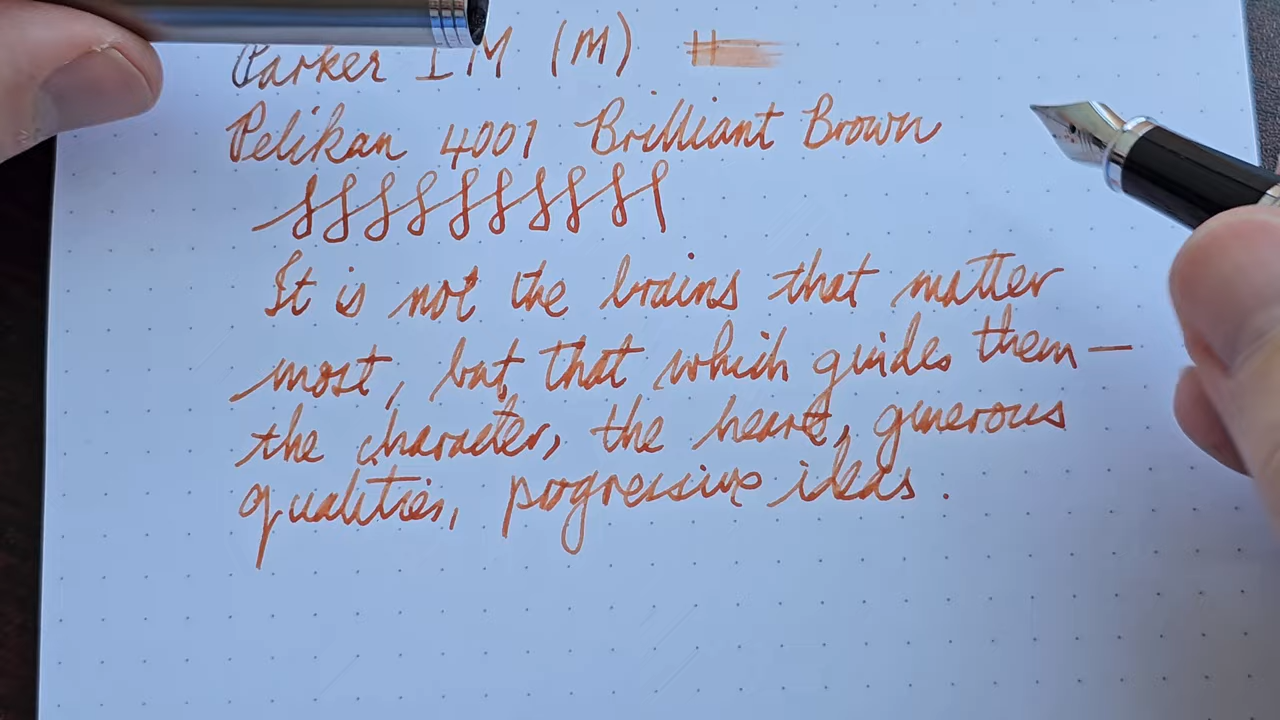 Parker IM (M)
Pelikan 4001 Brilliant Brown
It is not the brains that matter
most, but that which guides them—
the character, the heart, generous
qualities, progressive ideas.